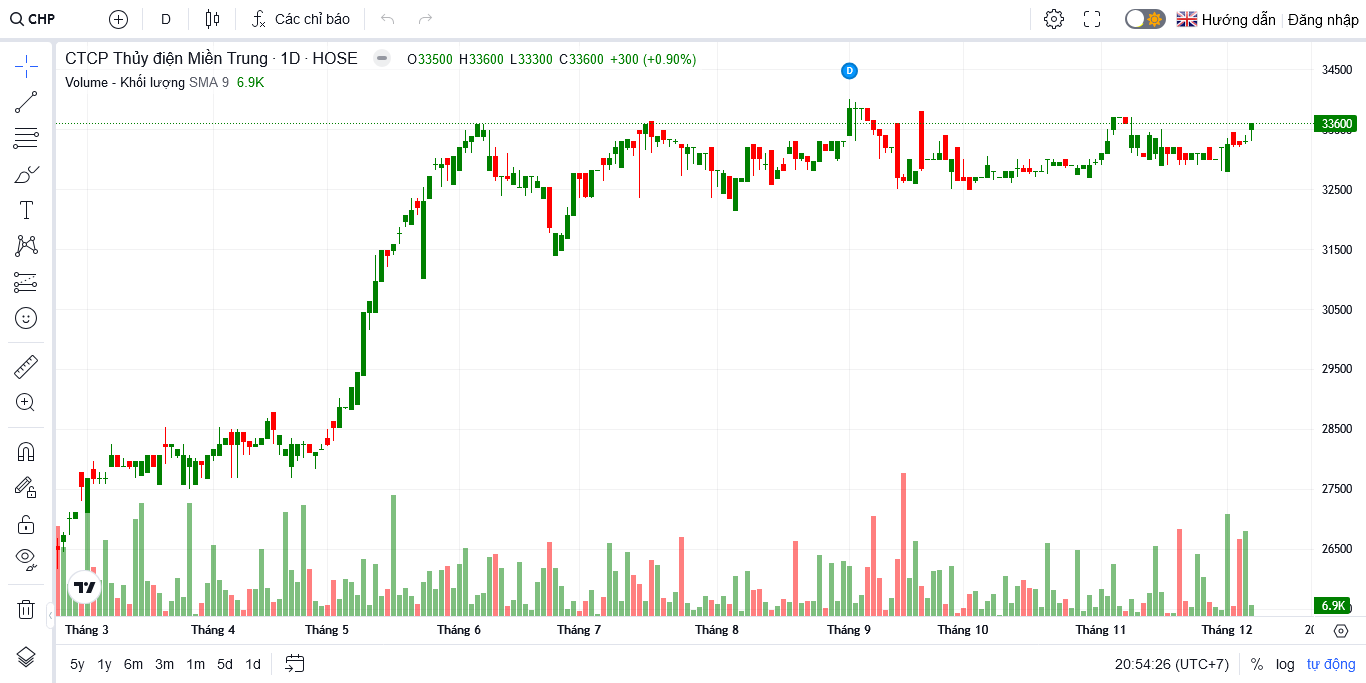 CHP D Các chỉ báo Hướng dẫn Đăng nhập
CTCP Thủy điện Miền Trung · 1D · HOSE O33500 H33600 L33300 C33600 +300 (+0.90%)
Volume - Khối lượng SMA 9 6.9K
D
34500
33600
32500
31500
30500
29500
28500
27500
26500
6.9K
Tháng 3 Tháng 4 Tháng 5 Tháng 6 Tháng 7 Tháng 8 Tháng 9 Tháng 10 Tháng 11 Tháng 12
5y 1y 6m 3m 1m 5d 1d 20:54:26 (UTC+7) % log tự động